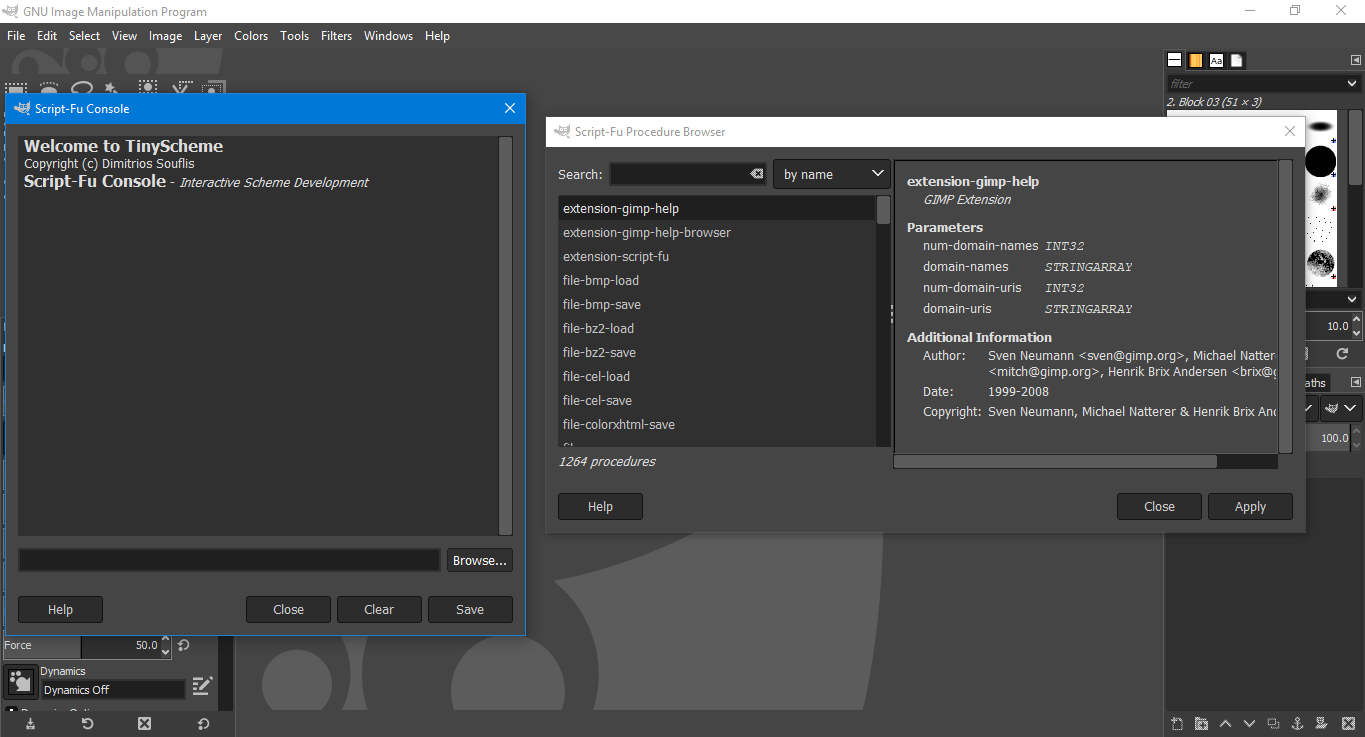 GNU Image Manipulation Program
File Edit Select View Image Layer Colors Tools Filters Windows Help
Script-Fu Console
Welcome to TinyScheme
Copyright (c) Dimitrios Souflis
Script-Fu Console - Interactive Scheme Development
Browse...
Help Close Clear Save
Script-Fu Procedure Browser
Search: by name
extension-gimp-help
extension-gimp-help-browser
extension-script-fu
file-bmp-load
file-bmp-save
file-bz2-load
file-bz2-save
file-cel-load
file-cel-save
file-colorxhtml-save
1264 procedures
extension-gimp-help
GIMP Extension
Parameters
num-domain-names INT32
domain-names STRINGARRAY
num-domain-uris INT32
domain-uris STRINGARRAY
Additional Information
Author: Sven Neumann <sven@gimp.org>, Michael Natterer
<mitch@gimp.org>, Henrik Brix Andersen <brix@g
Date: 1999-2008
Copyright: Sven Neumann, Michael Natterer & Henrik Brix And
Help Close Apply
Aa
filter
2. Block 03 (51 × 3)
10.0
aths
100.0
Force 50.0
Dynamics
Dynamics Off